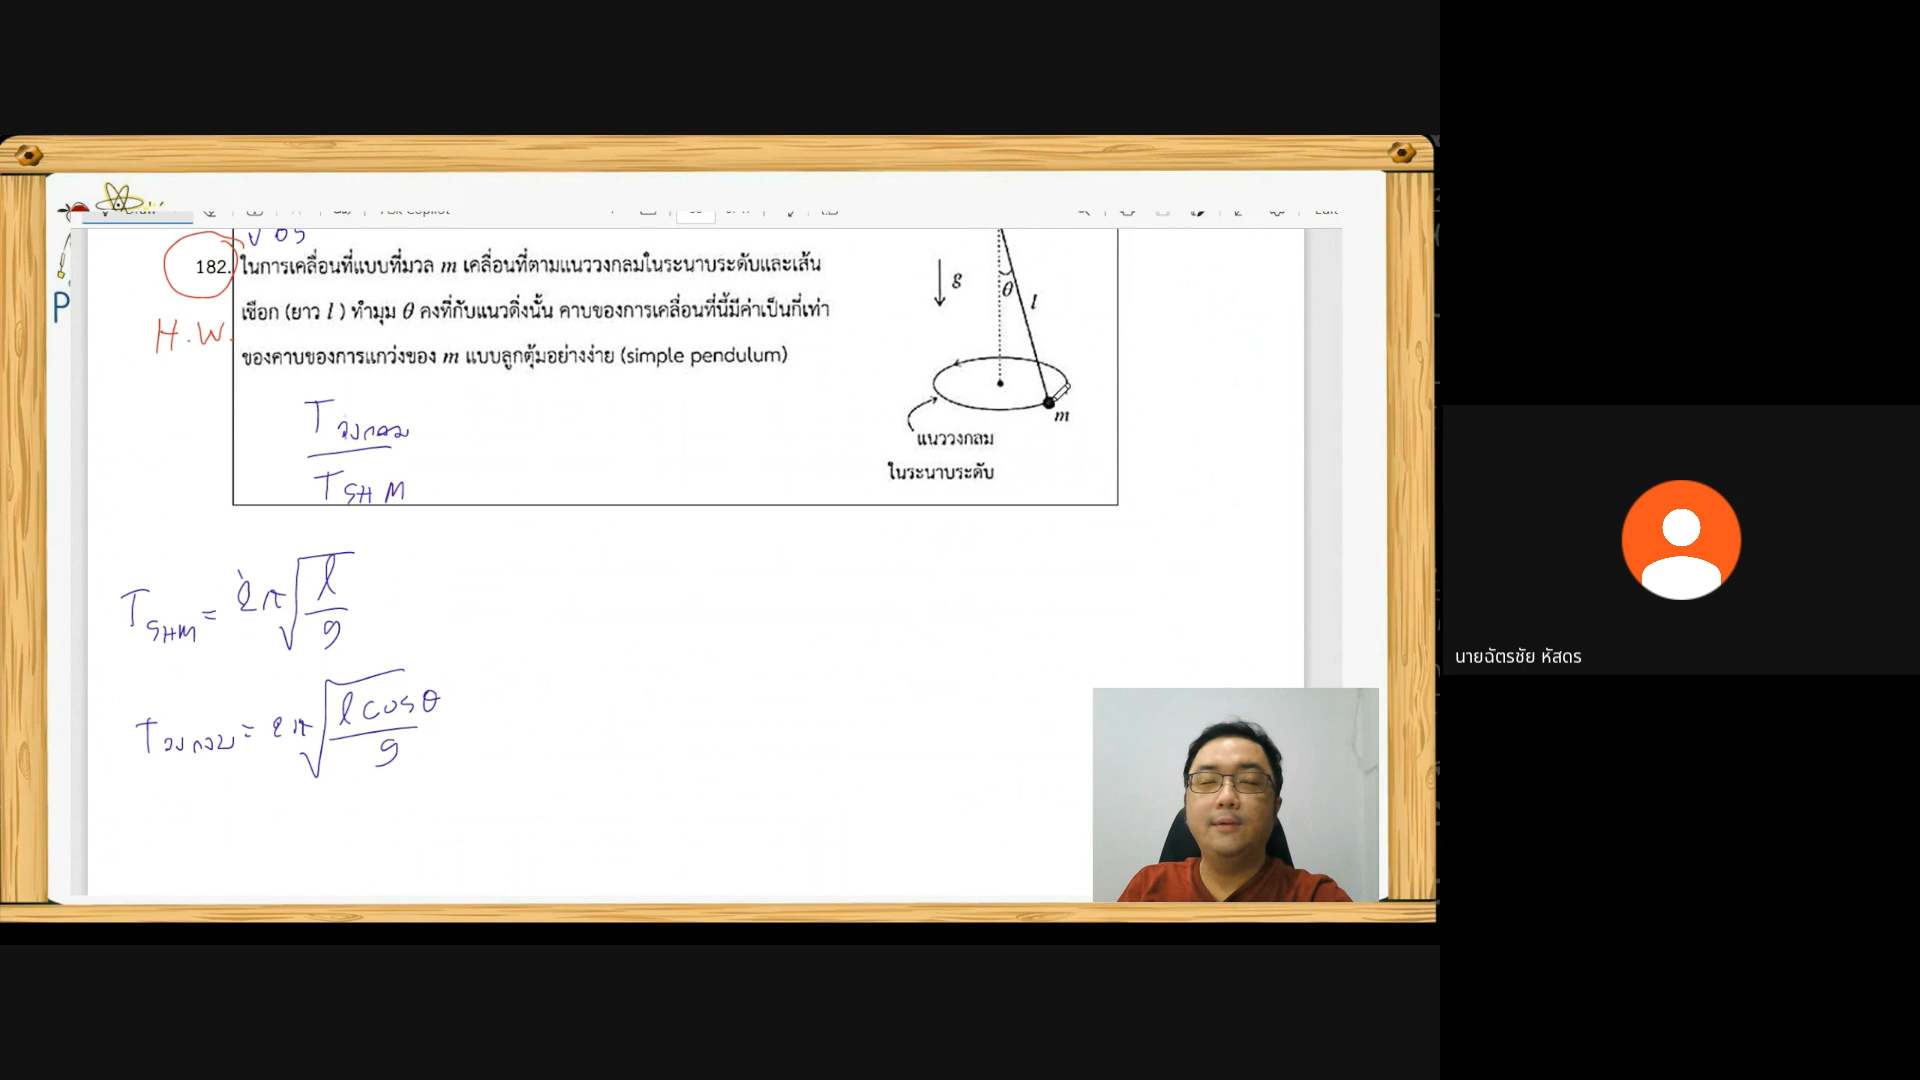 182. ในการเคลื่อนที่แบบที่มวล m เคลื่อนที่ตามแนววงกลมในระนาบระดับและเส้น
เชือก (ยาว l ) ทำมุม θ คงที่กับแนวดิ่งนั้น คาบของการเคลื่อนที่นี้มีค่าเป็นกี่เท่า
ของคาบของการแกว่งของ m แบบลูกตุ้มอย่างง่าย (simple pendulum)
H.W.
g
θ
l
m
แนววงกลม
ในระนาบระดับ
T วงกลม
T SHM
T SHM = 2π √ l
g
T วงกลม = 2π √ l cosθ
g
P
นายฉัตรชัย หัสดร